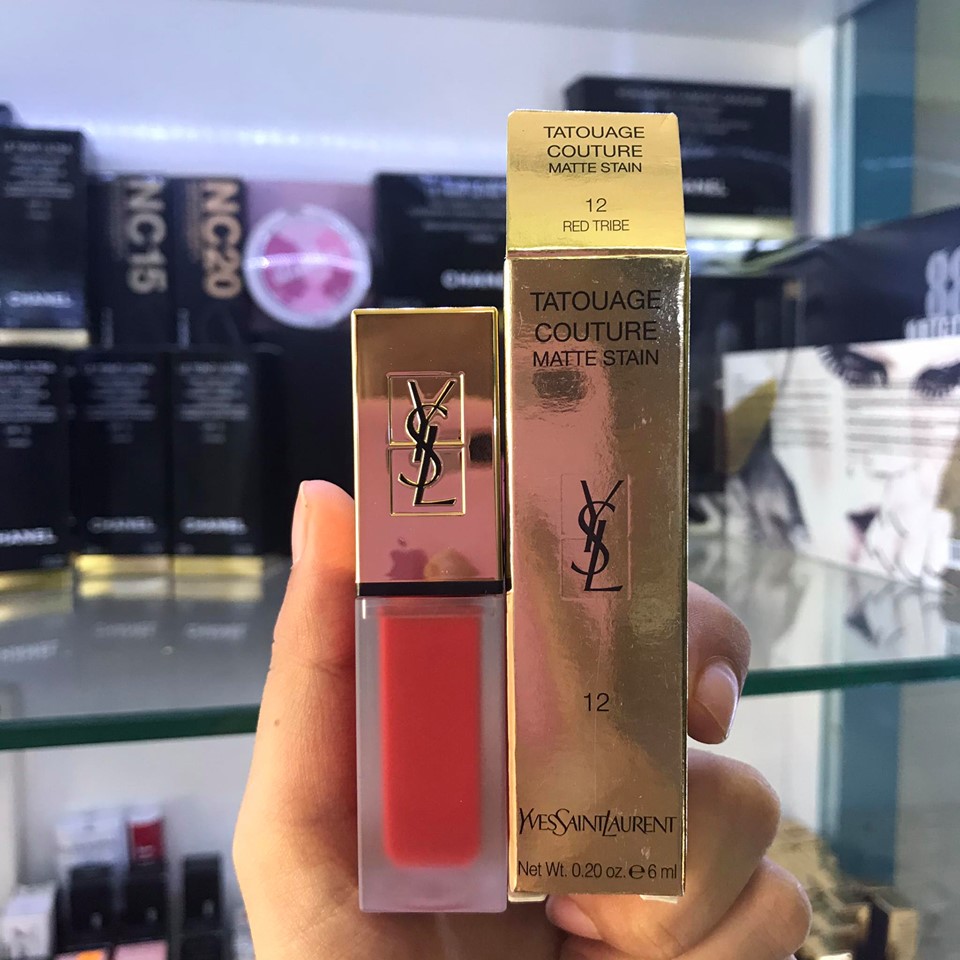 TATOUAGE
COUTURE
MATTE STAIN
12
RED TRIBE
TATOUAGE
COUTURE
MATTE STAIN
YSL
12
YVESSAINTLAURENT
Net Wt. 0.20 oz. ℮ 6 ml
YSL
NC15
NC20
CHANEL
CHANEL
CHANEL
CHANEL
CHANEL
CHANEL